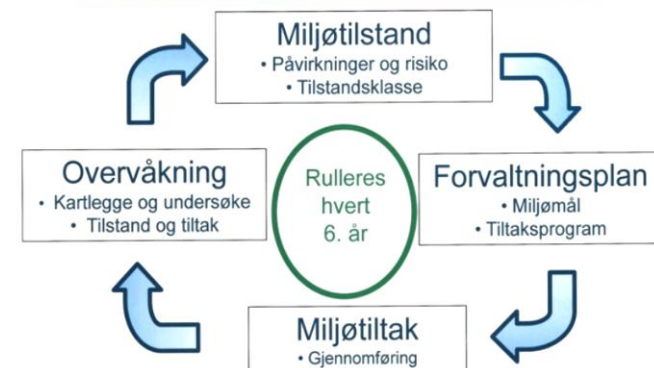 Miljøtilstand
• Påvirkninger og risiko
• Tilstandsklasse
Overvåkning
• Kartlegge og undersøke
• Tilstand og tiltak
Rulleres
hvert
6. år
Forvaltningsplan
• Miljømål
• Tiltaksprogram
Miljøtiltak
• Gjennomføring